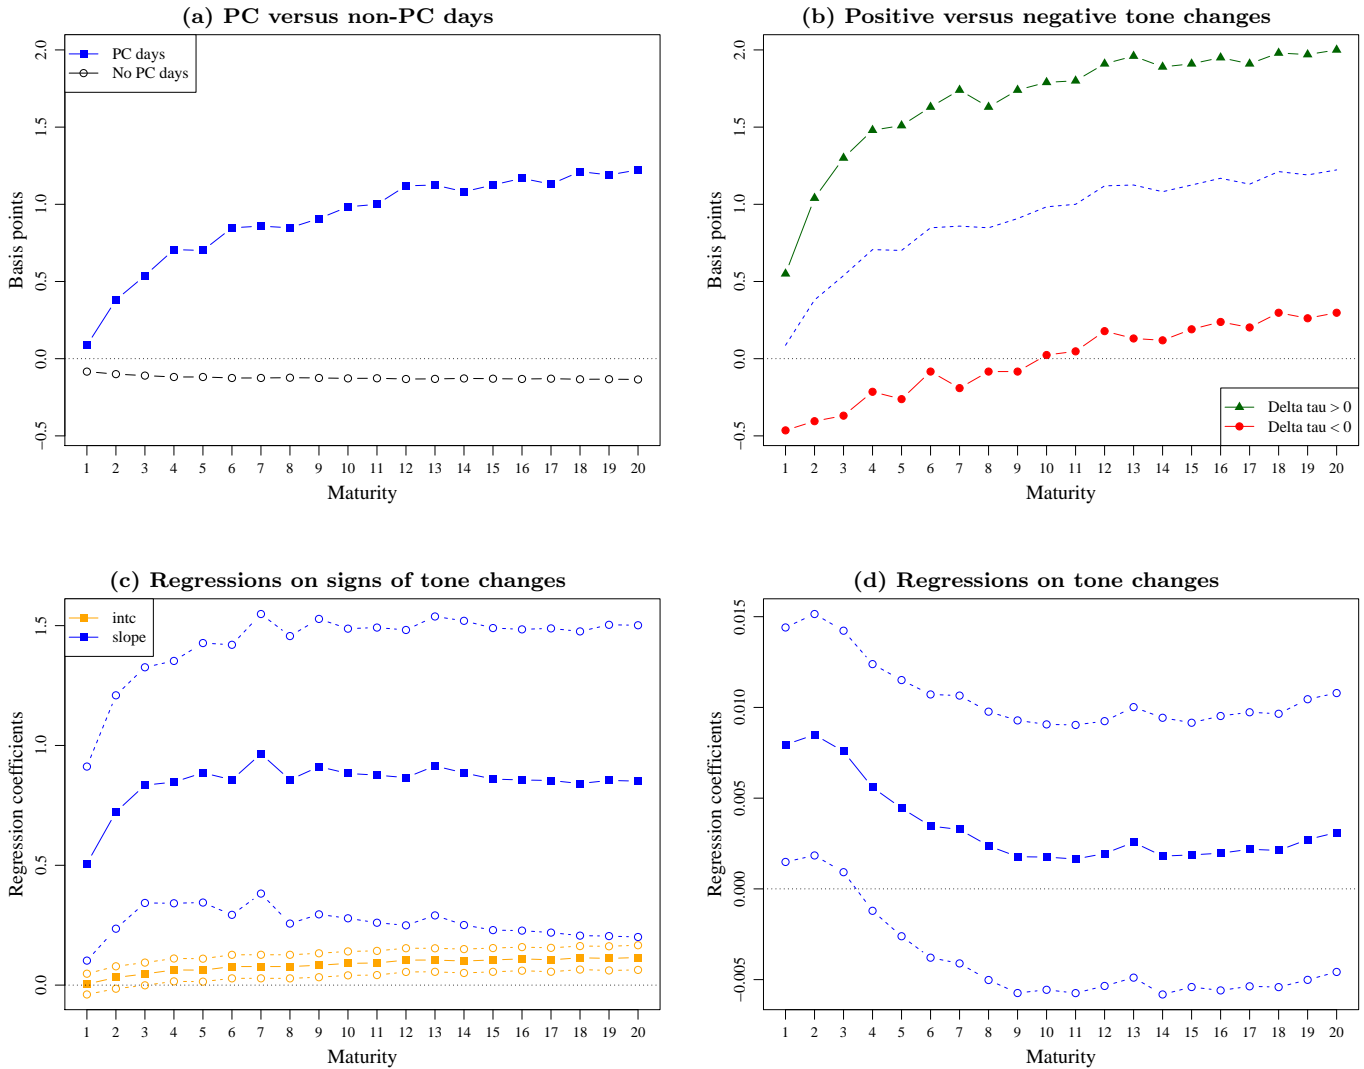 (a) PC versus non-PC days
PC days
No PC days
2.0
1.5
1.0
0.5
0.0
−0.5
Basis points
1 2 3 4 5 6 7 8 9 10 11 12 13 14 15 16 17 18 19 20
Maturity
(b) Positive versus negative tone changes
2.0
1.5
1.0
0.5
0.0
−0.5
Basis points
Delta tau > 0
Delta tau < 0
1 2 3 4 5 6 7 8 9 10 11 12 13 14 15 16 17 18 19 20
Maturity
(c) Regressions on signs of tone changes
intc
slope
1.5
1.0
0.5
0.0
Regression coefficients
1 2 3 4 5 6 7 8 9 10 11 12 13 14 15 16 17 18 19 20
Maturity
(d) Regressions on tone changes
0.015
0.010
0.005
0.000
−0.005
Regression coefficients
1 2 3 4 5 6 7 8 9 10 11 12 13 14 15 16 17 18 19 20
Maturity